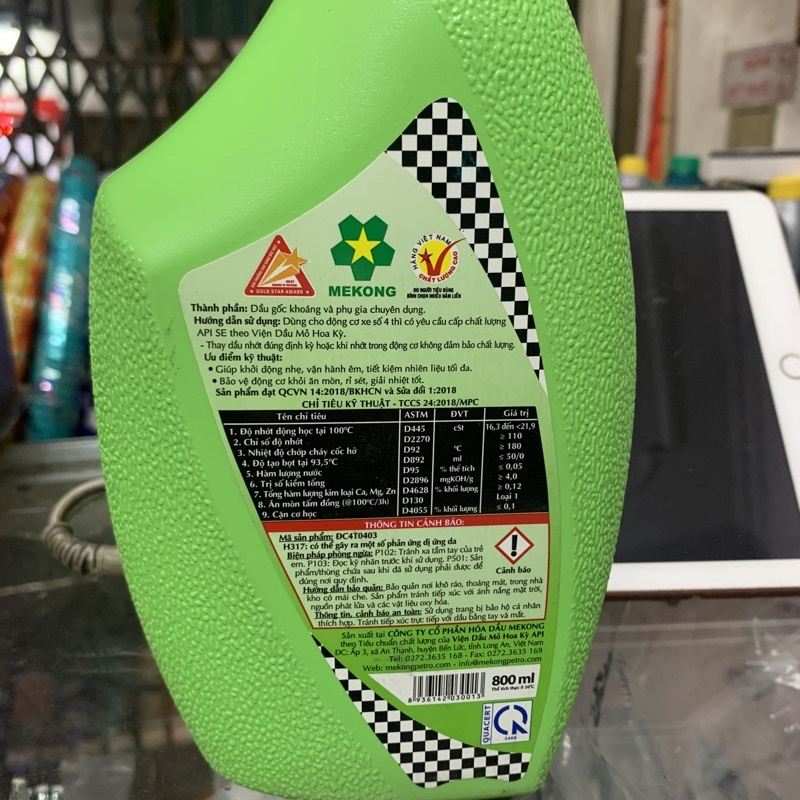 GOLD STAR AWARD
MEKONG
HÀNG VIỆT NAM
CHẤT LƯỢNG CAO
DO NGƯỜI TIÊU DÙNG
BÌNH CHỌN NHIỀU NĂM LIỀN
Thành phần: Dầu gốc khoáng và phụ gia chuyên dụng.
Hướng dẫn sử dụng: Dùng cho động cơ xe số 4 thì có yêu cầu cấp chất lượng
API SE theo Viện Dầu Mỏ Hoa Kỳ.
- Thay dầu nhớt đúng định kỳ hoặc khi nhớt trong động cơ không đảm bảo chất lượng.
Ưu điểm kỹ thuật:
• Giúp khởi động nhẹ, vận hành êm, tiết kiệm nhiên liệu tối đa.
• Bảo vệ động cơ khỏi ăn mòn, rỉ sét, giải nhiệt tốt.
Sản phẩm đạt QCVN 14:2018/BKHCN và Sửa đổi 1:2018
CHỈ TIÊU KỸ THUẬT - TCCS 24:2018/MPC
Tên chỉ tiêu ASTM ĐVT Giá trị
1. Độ nhớt động học tại 100°C D445 cSt 16,3 đến <21,9
2. Chỉ số độ nhớt D2270 ≥ 110
3. Nhiệt độ chớp cháy cốc hở D92 °C ≥ 180
4. Độ tạo bọt tại 93,5°C D892 ml ≤ 50/0
5. Hàm lượng nước D95 % thể tích ≤ 0,05
6. Trị số kiềm tổng D2896 mgKOH/g ≥ 4,0
7. Tổng hàm lượng kim loại Ca, Mg, Zn D4628 % khối lượng ≥ 0,12
8. Ăn mòn tấm đồng (@100°C/3h) D130 Loại 1
9. Cặn cơ học D4055 % khối lượng ≤ 0,1
THÔNG TIN CẢNH BÁO:
Mã sản phẩm: ĐC4T0403
H317: có thể gây ra một số phản ứng dị ứng da
Biện pháp phòng ngừa: P102: Tránh xa tầm tay của trẻ
em. P103: Đọc kỹ nhãn trước khi sử dụng. P501: Sản
phẩm/thùng chứa sau khi đã sử dụng phải được để
đúng nơi quy định.
Cảnh báo
Hướng dẫn bảo quản: Bảo quản nơi khô ráo, thoáng mát, trong nhà
kho có mái che. Sản phẩm tránh tiếp xúc với ánh nắng mặt trời,
nguồn phát lửa và các vật liệu oxy hóa.
Thông tin, cảnh báo an toàn: Sử dụng trang bị bảo hộ cá nhân
thích hợp. Tránh tiếp xúc trực tiếp với dầu bằng tay và mắt.
Sản xuất tại CÔNG TY CỔ PHẦN HÓA DẦU MEKONG
theo Tiêu chuẩn chất lượng của Viện Dầu Mỏ Hoa Kỳ API
ĐC: Ấp 3, xã An Thạnh, huyện Bến Lức, tỉnh Long An, Việt Nam
Tel: 0272.3635 168 - Fax: 0272.3635 169
Web: mekongpetro.com - info@mekongpetro.com
8 936142 030013
800 ml
QUACERT